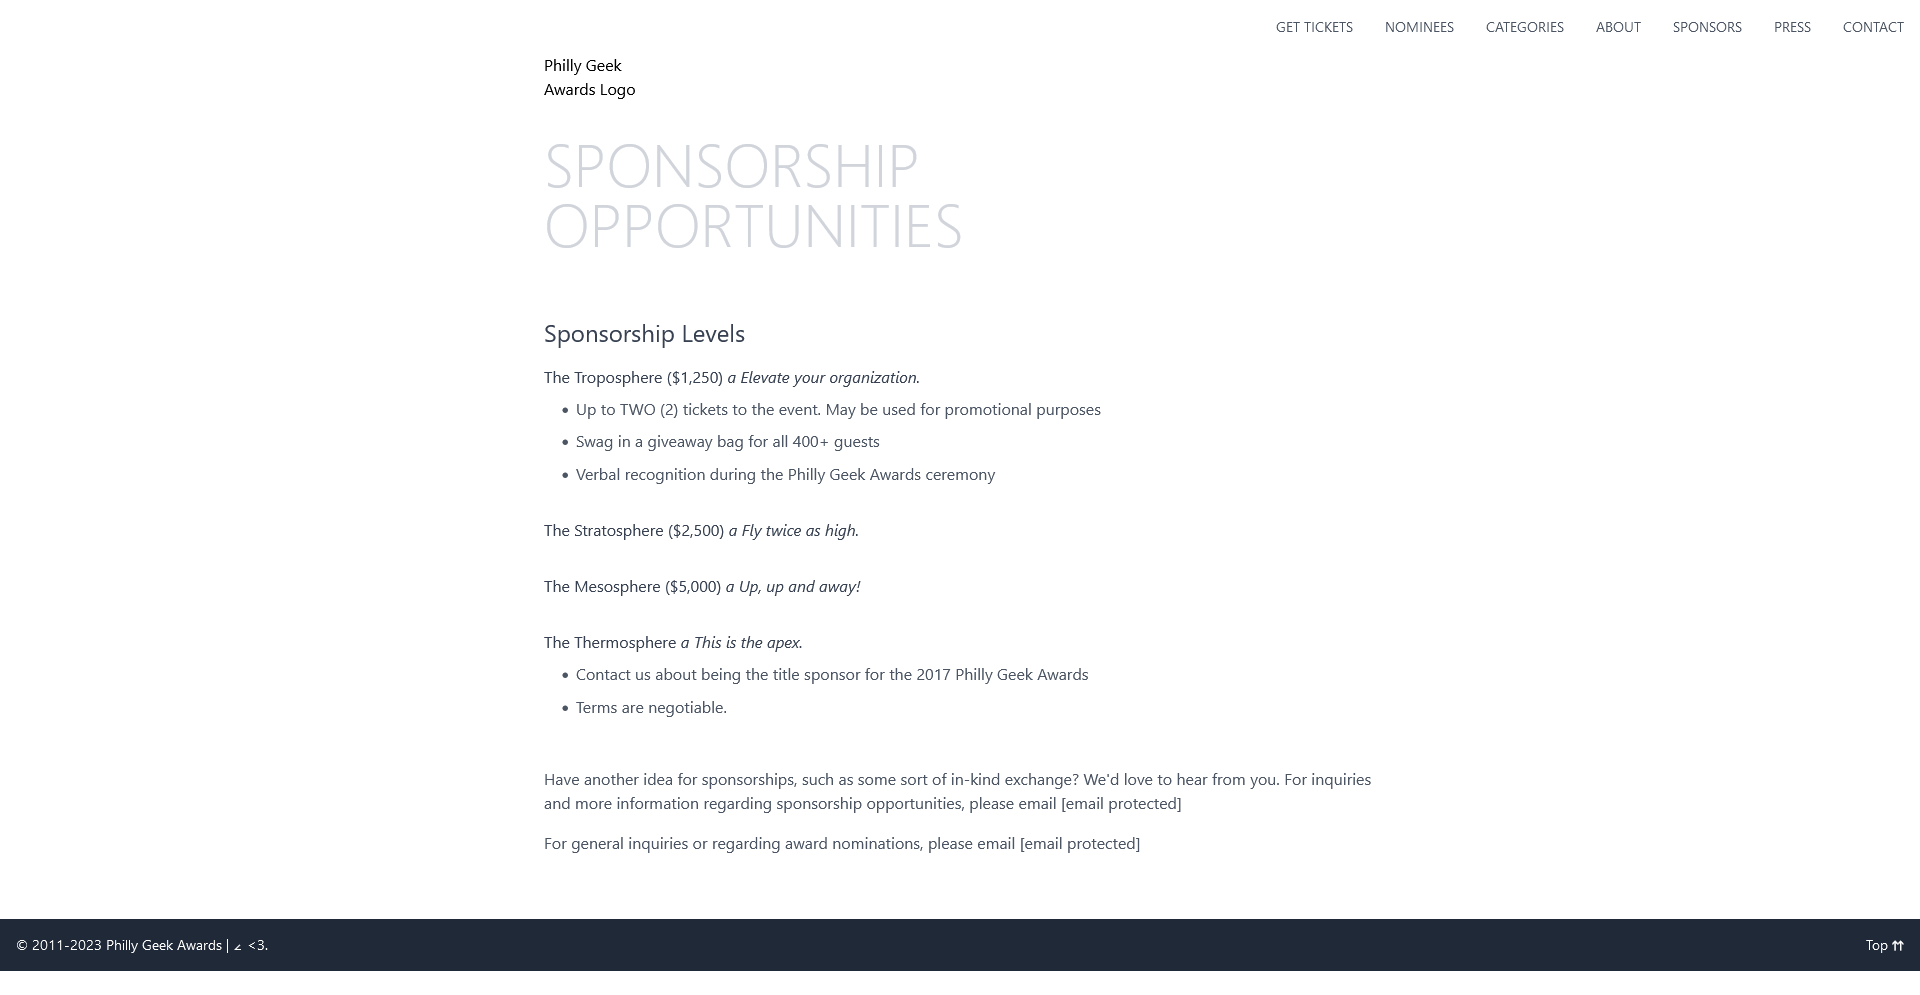 GET TICKETS NOMINEES CATEGORIES ABOUT SPONSORS PRESS CONTACT
Philly Geek
Awards Logo
SPONSORSHIP
OPPORTUNITIES
Sponsorship Levels
The Troposphere ($1,250) a Elevate your organization.
• Up to TWO (2) tickets to the event. May be used for promotional purposes
• Swag in a giveaway bag for all 400+ guests
• Verbal recognition during the Philly Geek Awards ceremony
The Stratosphere ($2,500) a Fly twice as high.
The Mesosphere ($5,000) a Up, up and away!
The Thermosphere a This is the apex.
• Contact us about being the title sponsor for the 2017 Philly Geek Awards
• Terms are negotiable.
Have another idea for sponsorships, such as some sort of in-kind exchange? We'd love to hear from you. For inquiries
and more information regarding sponsorship opportunities, please email [email protected]
For general inquiries or regarding award nominations, please email [email protected]
© 2011-2023 Philly Geek Awards | ∠ <3. Top ⇈